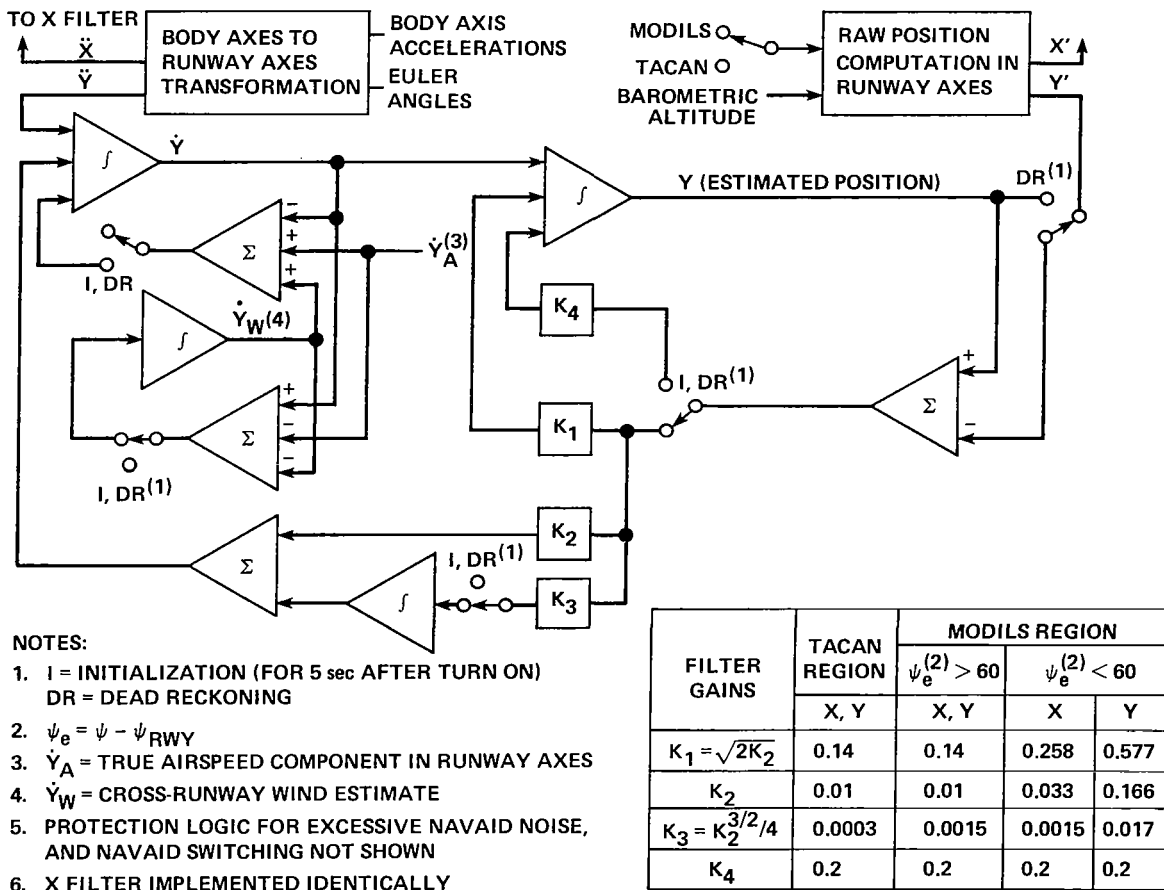 TO X FILTER
Ẍ
Ÿ
BODY AXES TO
RUNWAY AXES
TRANSFORMATION
BODY AXIS
ACCELERATIONS
EULER
ANGLES
MODILS
TACAN
BAROMETRIC
ALTITUDE
RAW POSITION
COMPUTATION IN
RUNWAY AXES
X'
Y'
∫
Ẏ
∫
Y (ESTIMATED POSITION)
DR(1)
−
+
+
Σ
ẎA(3)
I, DR
∫
ẎW(4)
K4
I, DR(1)
+
−
Σ
+
−
−
Σ
I, DR(1)
K1
K2
Σ
∫
I, DR(1)
K3
NOTES:
1. I = INITIALIZATION (FOR 5 sec AFTER TURN ON)
DR = DEAD RECKONING
2. ψe = ψ − ψRWY
3. ẎA = TRUE AIRSPEED COMPONENT IN RUNWAY AXES
4. ẎW = CROSS-RUNWAY WIND ESTIMATE
5. PROTECTION LOGIC FOR EXCESSIVE NAVAID NOISE,
AND NAVAID SWITCHING NOT SHOWN
6. X FILTER IMPLEMENTED IDENTICALLY
FILTER
GAINS
TACAN
REGION
MODILS REGION
ψe(2) > 60
ψe(2) < 60
X, Y
X, Y
X
Y
K1 = √2K2 0.14 0.14 0.258 0.577
K2 0.01 0.01 0.033 0.166
K3 = K2^3/2/4 0.0003 0.0015 0.0015 0.017
K4 0.2 0.2 0.2 0.2